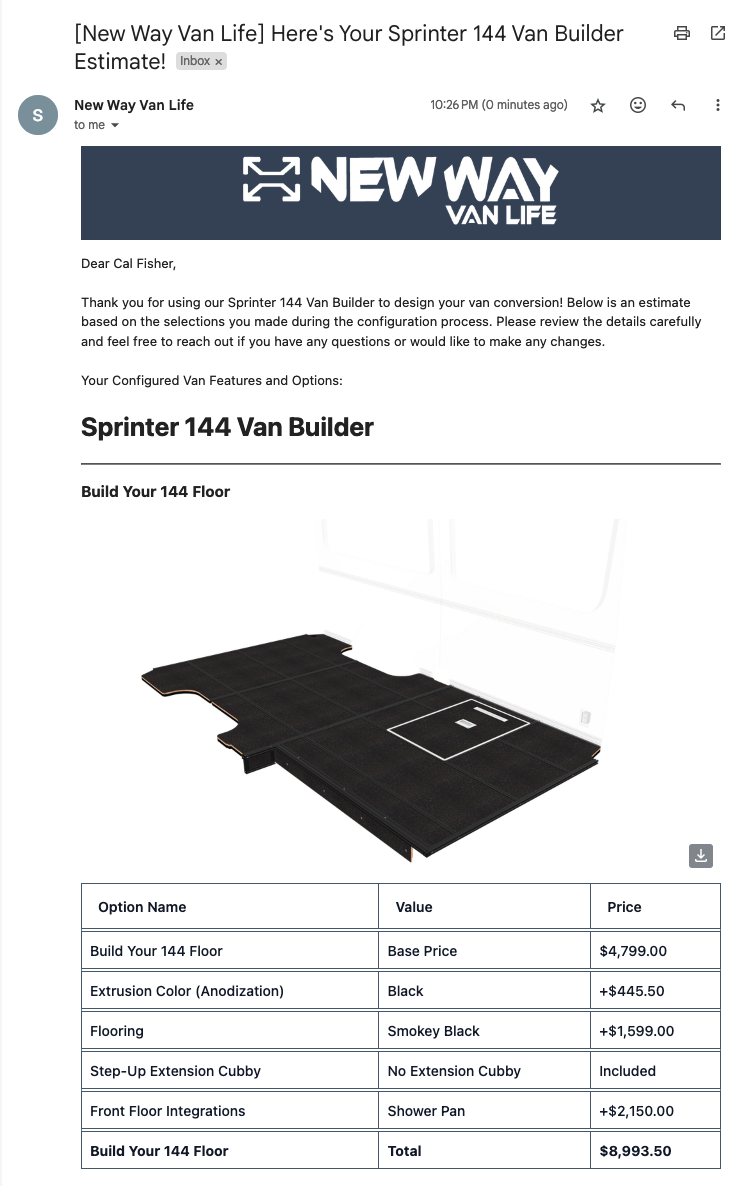 [New Way Van Life] Here's Your Sprinter 144 Van Builder
Estimate! Inbox ×
S
New Way Van Life 10:26 PM (0 minutes ago)
to me
NEW WAY
VAN LIFE
Dear Cal Fisher,
Thank you for using our Sprinter 144 Van Builder to design your van conversion! Below is an estimate
based on the selections you made during the configuration process. Please review the details carefully
and feel free to reach out if you have any questions or would like to make any changes.
Your Configured Van Features and Options:
Sprinter 144 Van Builder
Build Your 144 Floor
Option Name Value Price
Build Your 144 Floor Base Price $4,799.00
Extrusion Color (Anodization) Black +$445.50
Flooring Smokey Black +$1,599.00
Step-Up Extension Cubby No Extension Cubby Included
Front Floor Integrations Shower Pan +$2,150.00
Build Your 144 Floor Total $8,993.50